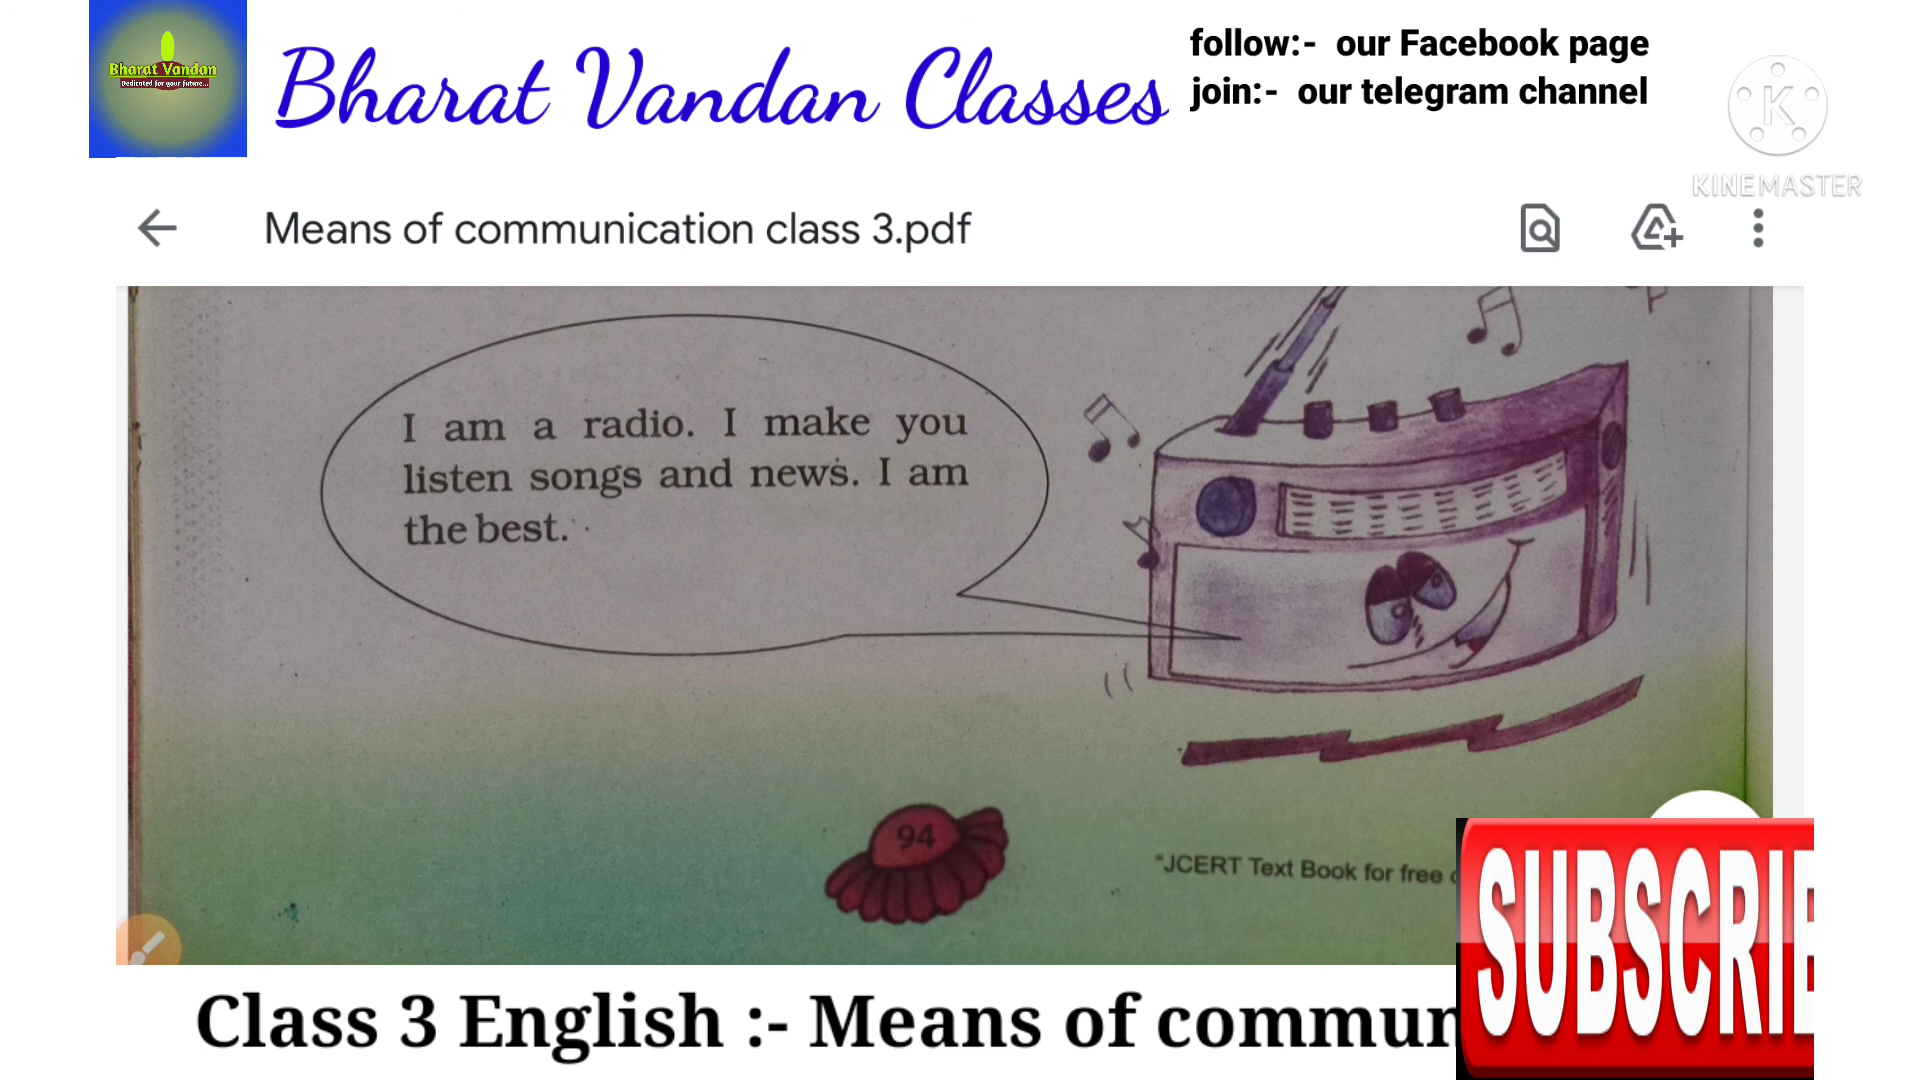 Bharat Vandan
Dedicated for your future...
Bharat Vandan Classes
follow:- our Facebook page
join:- our telegram channel
K
KINEMASTER
Means of communication class 3.pdf
I am a radio. I make you
listen songs and news. I am
the best.
94
"JCERT Text Book for free
SUBSCRIBE
Class 3 English :- Means of commun